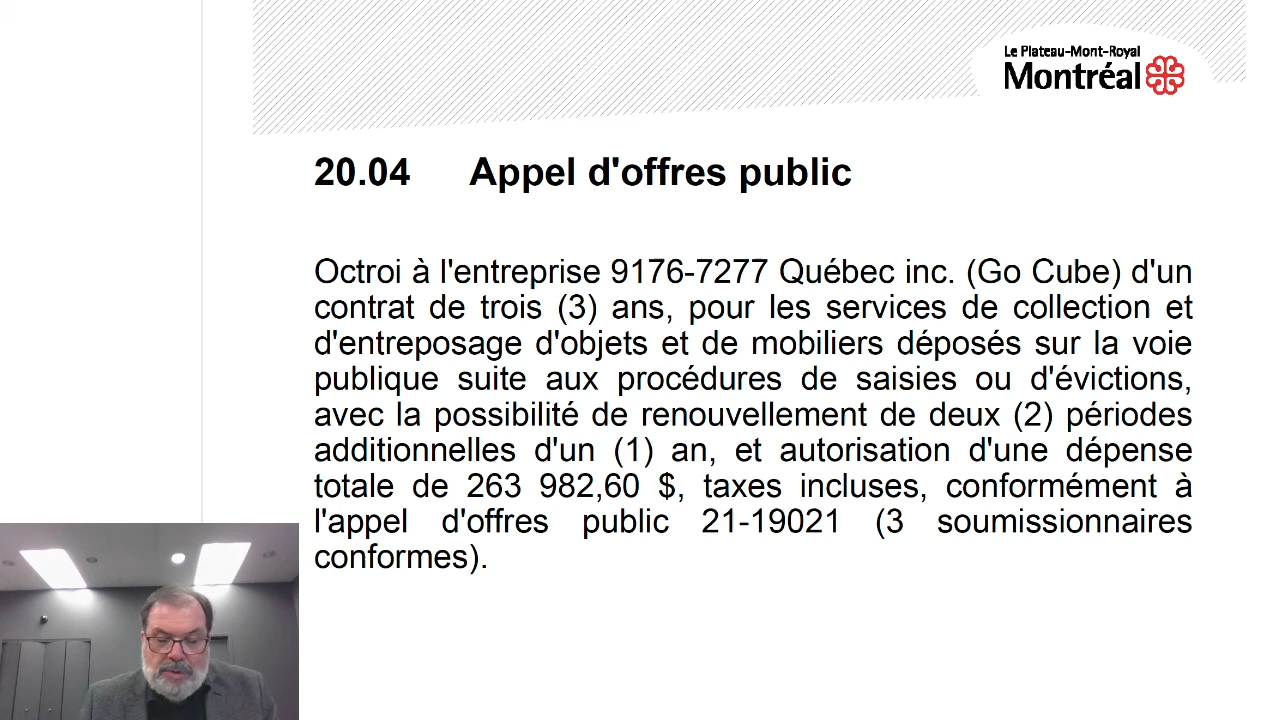 Le Plateau-Mont-Royal
Montréal
20.04 Appel d'offres public
Octroi à l'entreprise 9176-7277 Québec inc. (Go Cube) d'un
contrat de trois (3) ans, pour les services de collection et
d'entreposage d'objets et de mobiliers déposés sur la voie
publique suite aux procédures de saisies ou d'évictions,
avec la possibilité de renouvellement de deux (2) périodes
additionnelles d'un (1) an, et autorisation d'une dépense
totale de 263 982,60 $, taxes incluses, conformément à
l'appel d'offres public 21-19021 (3 soumissionnaires
conformes).